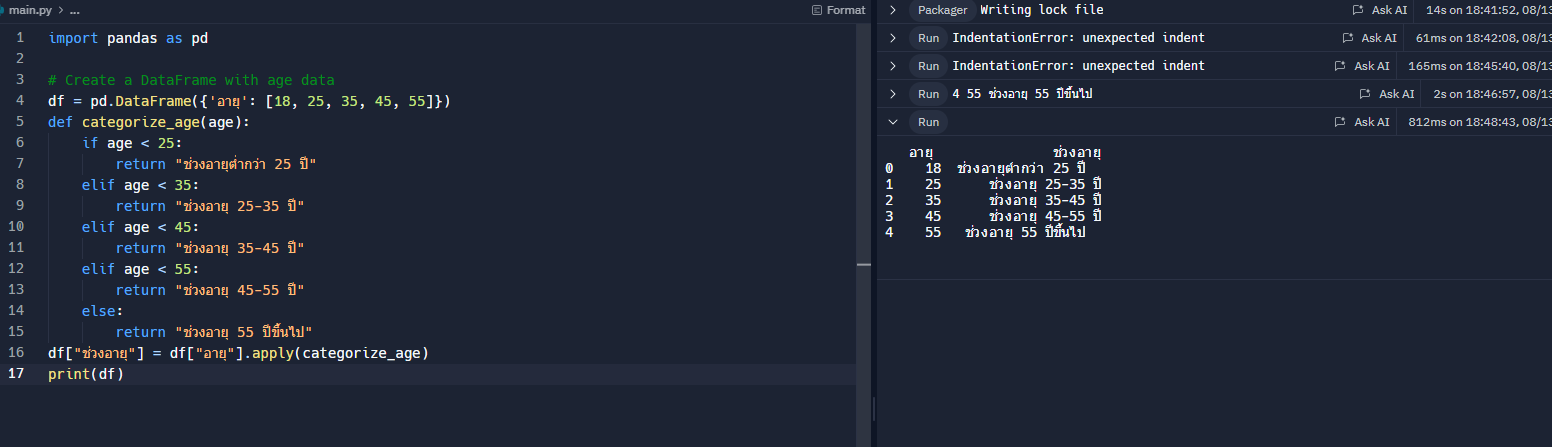 main.py > ...
Format
1 import pandas as pd
2
3 # Create a DataFrame with age data
4 df = pd.DataFrame({'อายุ': [18, 25, 35, 45, 55]})
5 def categorize_age(age):
6 if age < 25:
7 return "ช่วงอายุต่ำกว่า 25 ปี"
8 elif age < 35:
9 return "ช่วงอายุ 25-35 ปี"
10 elif age < 45:
11 return "ช่วงอายุ 35-45 ปี"
12 elif age < 55:
13 return "ช่วงอายุ 45-55 ปี"
14 else:
15 return "ช่วงอายุ 55 ปีขึ้นไป"
16 df["ช่วงอายุ"] = df["อายุ"].apply(categorize_age)
17 print(df)
Packager Writing lock file Ask AI 14s on 18:41:52, 08/13
Run IndentationError: unexpected indent Ask AI 61ms on 18:42:08, 08/13
Run IndentationError: unexpected indent Ask AI 165ms on 18:45:40, 08/13
Run 4 55 ช่วงอายุ 55 ปีขึ้นไป Ask AI 2s on 18:46:57, 08/13
Run Ask AI 812ms on 18:48:43, 08/13
อายุ ช่วงอายุ
0 18 ช่วงอายุต่ำกว่า 25 ปี
1 25 ช่วงอายุ 25-35 ปี
2 35 ช่วงอายุ 35-45 ปี
3 45 ช่วงอายุ 45-55 ปี
4 55 ช่วงอายุ 55 ปีขึ้นไป